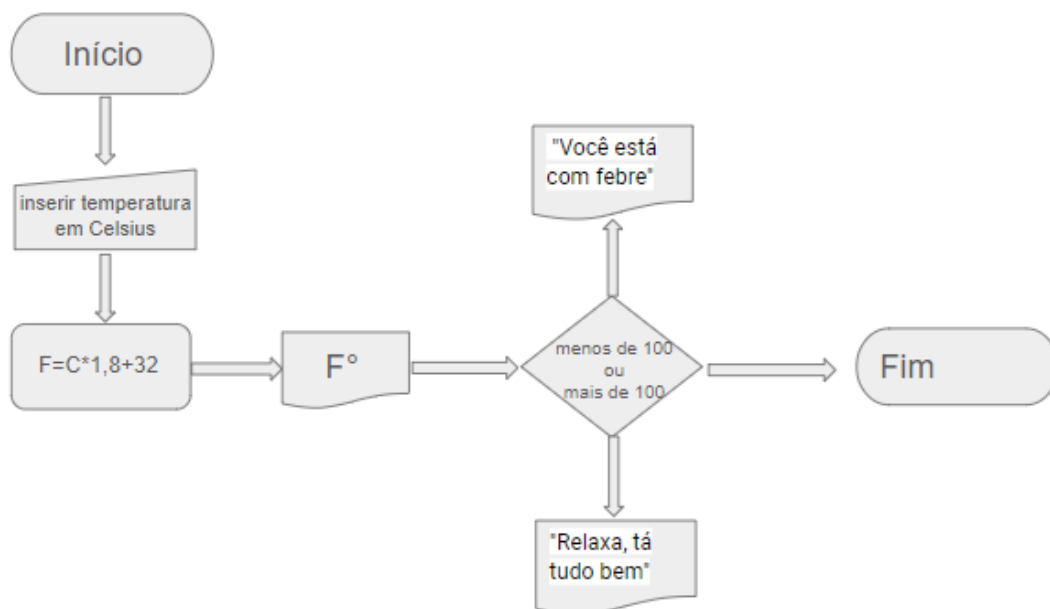 Início
inserir temperatura
em Celsius
F=C*1,8+32
F°
"Você está
com febre"
menos de 100
ou
mais de 100
"Relaxa, tá
tudo bem"
Fim